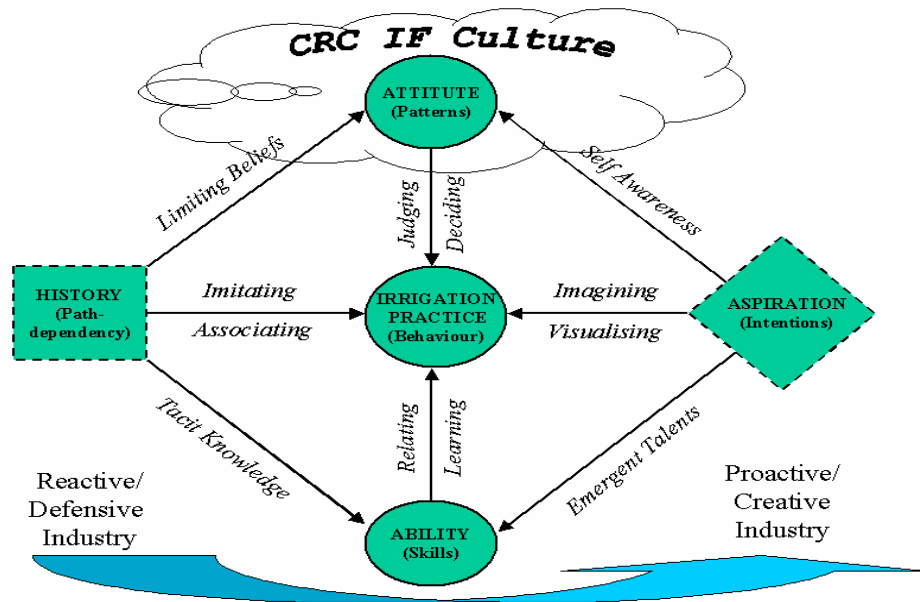 CRC IF Culture
ATTITUTE
(Patterns)
Limiting Beliefs
Self Awareness
Judging
Deciding
HISTORY
(Path-
dependency)
Imitating
Associating
IRRIGATION
PRACTICE
(Behaviour)
Imagining
Visualising
ASPIRATION
(Intentions)
Tacit Knowledge
Relating
Learning
Emergent Talents
Reactive/
Defensive
Industry
ABILITY
(Skills)
Proactive/
Creative
Industry